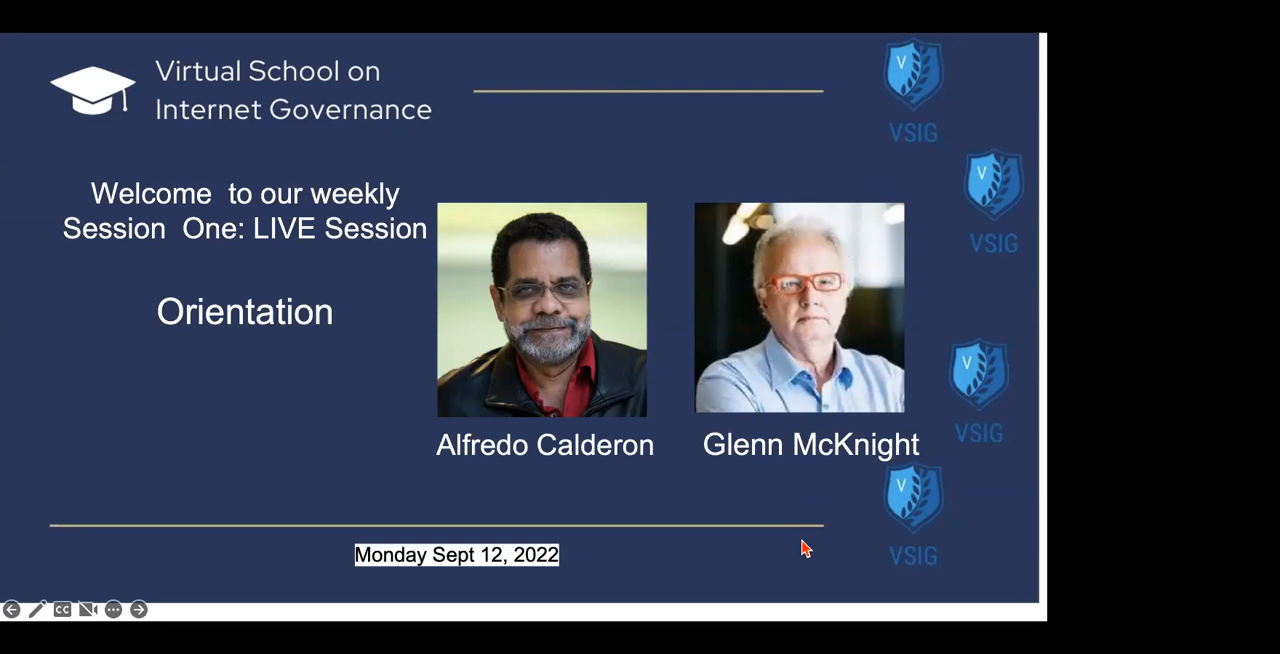 Virtual School on
Internet Governance
V
VSIG
V
VSIG
Welcome  to our weekly
Session  One: LIVE Session
Orientation
V
VSIG
Alfredo Calderon
Glenn McKnight
V
VSIG
Monday Sept 12, 2022
CC